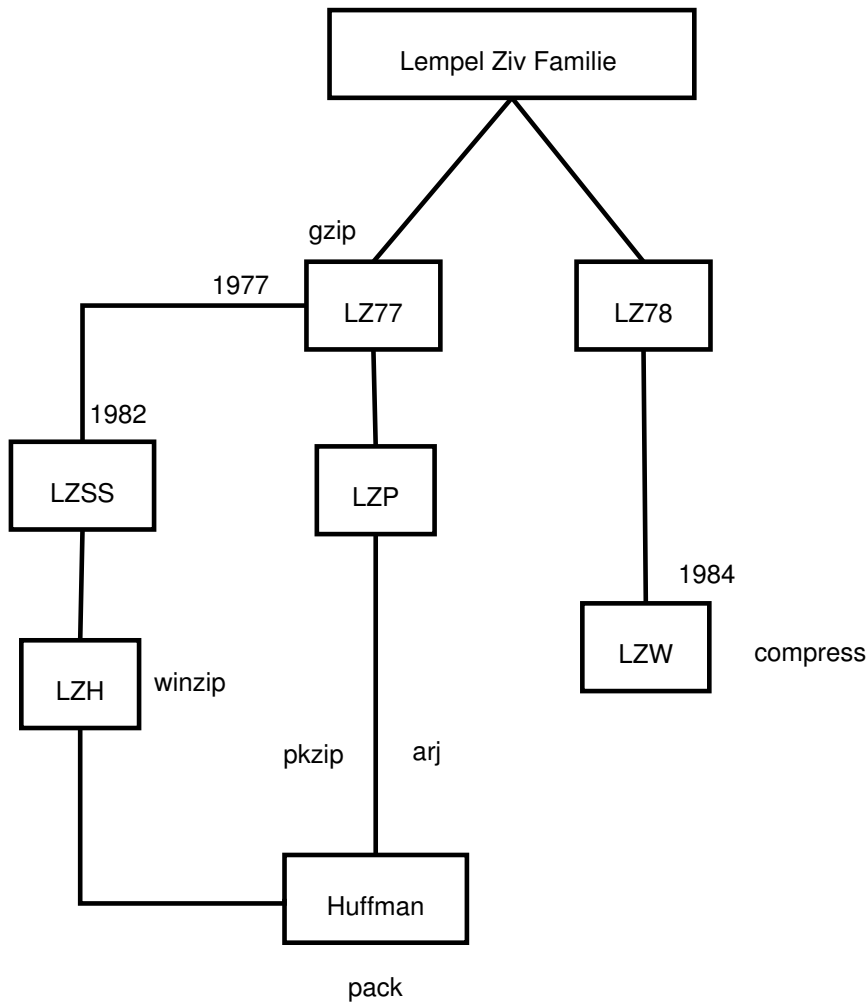 Lempel Ziv Familie
gzip
1977
LZ77
LZ78
1982
LZSS
LZP
1984
LZW
compress
LZH
winzip
pkzip
arj
Huffman
pack